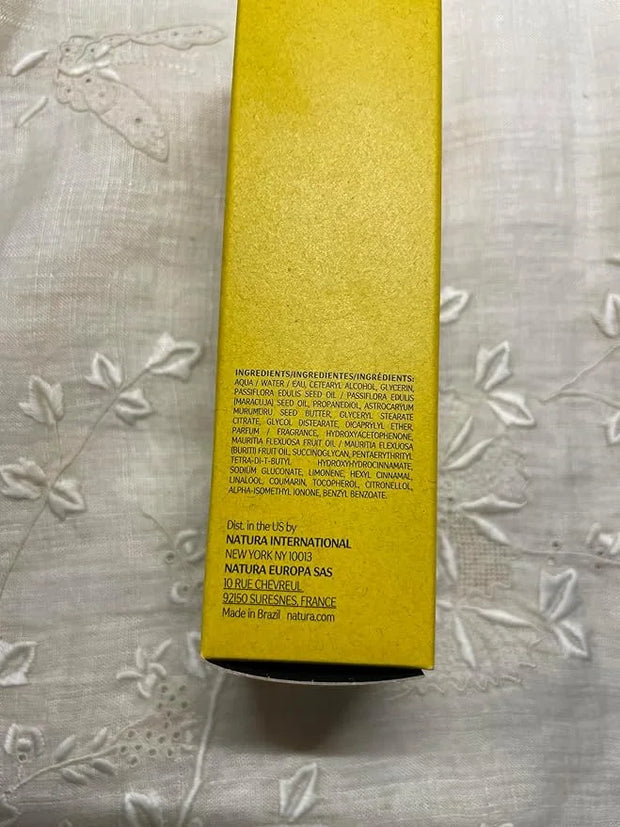 INGREDIENTS/INGREDIENTES/INGRÉDIENTS:
AQUA / WATER / EAU, CETEARYL ALCOHOL, GLYCERIN,
PASSIFLORA EDULIS SEED OIL / PASSIFLORA EDULIS
(MARACUJA) SEED OIL, PROPANEDIOL, ASTROCARYUM
MURUMURU SEED BUTTER, GLYCERYL STEARATE
CITRATE, GLYCOL DISTEARATE, DICAPRYLYL ETHER,
PARFUM / FRAGRANCE, HYDROXYACETOPHENONE,
MAURITIA FLEXUOSA FRUIT OIL / MAURITIA FLEXUOSA
(BURITI) FRUIT OIL, SUCCINOGLYCAN, PENTAERYTHRITYL
TETRA-DI-T-BUTYL HYDROXYHYDROCINNAMATE,
SODIUM GLUCONATE, LIMONENE, HEXYL CINNAMAL,
LINALOOL, COUMARIN, TOCOPHEROL, CITRONELLOL,
ALPHA-ISOMETHYL IONONE, BENZYL BENZOATE.
Dist. in the US by
NATURA INTERNATIONAL
NEW YORK NY 10013
NATURA EUROPA SAS
10 RUE CHEVREUL
92150 SURESNES, FRANCE
Made in Brazil natura.com